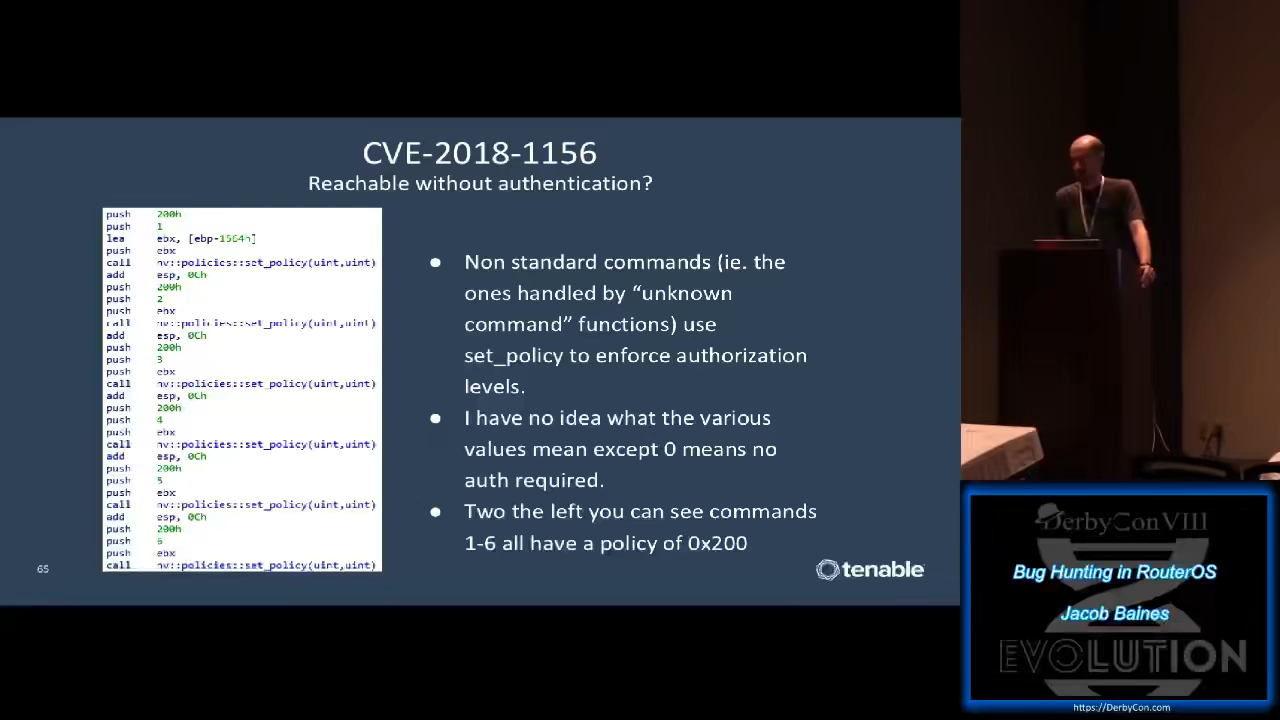 CVE-2018-1156
Reachable without authentication?
push 200h
push 1
lea ebx, [ebp-1564h]
push ebx
call nv::policies::set_policy(uint,uint)
add esp, 0Ch
push 200h
push 2
push ebx
call nv::policies::set_policy(uint,uint)
add esp, 0Ch
push 200h
push 3
push ebx
call nv::policies::set_policy(uint,uint)
add esp, 0Ch
push 200h
push 4
push ebx
call nv::policies::set_policy(uint,uint)
add esp, 0Ch
push 200h
push 5
push ebx
call nv::policies::set_policy(uint,uint)
add esp, 0Ch
push 200h
push 6
push ebx
call nv::policies::set_policy(uint,uint)
● Non standard commands (ie. the
ones handled by “unknown
command” functions) use
set_policy to enforce authorization
levels.
● I have no idea what the various
values mean except 0 means no
auth required.
● Two the left you can see commands
1-6 all have a policy of 0x200
65
tenable
DerbyCon VIII
Bug Hunting in RouterOS
Jacob Baines
EVOLUTION
https://DerbyCon.com